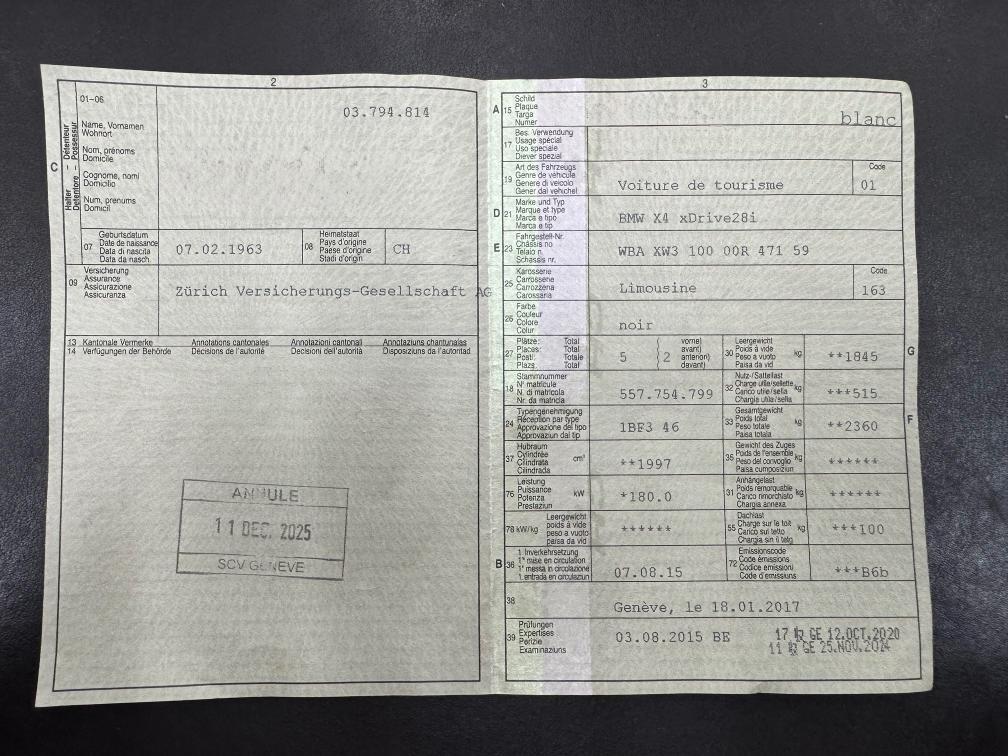 2
01–06
03.794.814
C
Halter – Détenteur
Detentore – Possessur
Name, Vornamen
Wohnort
Nom, prénoms
Domicile
Cognome, nomi
Domicilio
Num, prenums
Domicil
07
Geburtsdatum
Date de naissance
Data di nascita
Data da nasch.
07.02.1963
08
Heimatstaat
Pays d'origine
Paese d'origine
Stadi d'origin
CH
09
Versicherung
Assurance
Assicurazione
Assicuranza
Zürich Versicherungs-Gesellschaft AG
13 Kantonale Vermerke Annotations cantonales Annotazioni cantonali Annotaziuns chantunalas
14 Verfügungen der Behörde Décisions de l'autorité Decisioni dell'autorità Disposiziuns da l'autoritad
ANNULE
11 DEC. 2025
SCV GENEVE
3
A 15
Schild
Plaque
Targa
Numer
blanc
17
Bes. Verwendung
Usage spécial
Uso speciale
Diever spezial
19
Art des Fahrzeugs
Genre de véhicule
Genere di veicolo
Gener dal vehichel
Voiture de tourisme
Code
01
D 21
Marke und Typ
Marque et type
Marca e tipo
Marca e tip
BMW X4 xDrive28i
E 23
Fahrgestell-Nr.
Châssis no
Telaio n.
Schassis nr.
WBA XW3 100 00R 471 59
25
Karosserie
Carrosserie
Carrozzeria
Carossaria
Limousine
Code
163
26
Farbe
Couleur
Colore
Colur
noir
27
Plätze: Total
Places: Total
Posti: Totale
Plazs: Total
5
vorne)
avant)
anteriori)
davant)
2
30
Leergewicht
Poids à vide
Peso a vuoto
Paisa da vid
kg
**1845
G
18
Stammnummer
N° matricule
N. di matricola
Nr. da matricla
557.754.799
32
Nutz-/Sattellast
Charge utile/sellette
Carico utile/sella
Chargia utila/sella
kg
***515
24
Typengenehmigung
Réception par type
Approvazione del tipo
Approvaziun dal tip
1BF3 46
33
Gesamtgewicht
Poids total
Peso totale
Paisa totala
kg
**2360
F
37
Hubraum
Cylindrée
Cilindrata
Cilindrada
cm³
**1997
35
Gewicht des Zuges
Poids de l'ensemble
Peso del convoglio
Paisa cumposiziun
kg
******
76
Leistung
Puissance
Potenza
Prestaziun
kW
*180.0
31
Anhängelast
Poids remorquable
Carico rimorchiato
Chargia annexa
kg
******
78 kW/kg
Leergewicht
poids à vide
peso a vuoto
paisa da vid
******
55
Dachlast
Charge sur le toit
Carico sul tetto
Chargia sin il tetg
kg
***100
B 36
1. Inverkehrsetzung
1re mise en circulation
1a messa in circolazione
1. entrada en circulaziun
07.08.15
72
Emissionscode
Code émissions
Codice emissioni
Code d'emissiuns
***B6b
38
Genève, le 18.01.2017
39
Prüfungen
Expertises
Perizie
Examinaziuns
03.08.2015 BE
17 GE 12.OCT.2020
11 GE 25.NOV.2024